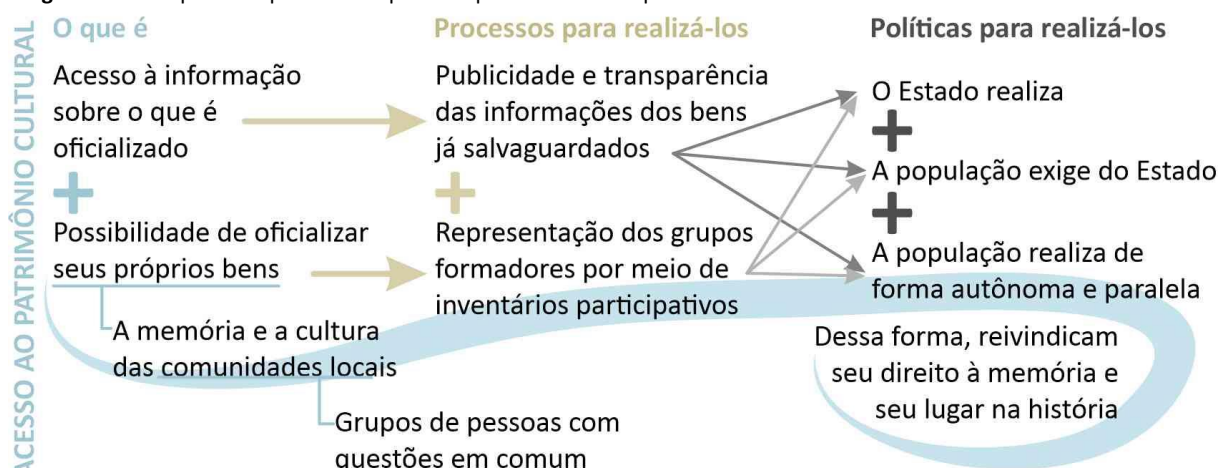 ACESSO AO PATRIMÔNIO CULTURAL
O que é
Acesso à informação
sobre o que é
oficializado
+
Possibilidade de oficializar
seus próprios bens
A memória e a cultura
das comunidades locais
Grupos de pessoas com
questões em comum
Processos para realizá-los
Publicidade e transparência
das informações dos bens
já salvaguardados
+
Representação dos grupos
formadores por meio de
inventários participativos
Políticas para realizá-los
O Estado realiza
+
A população exige do Estado
+
A população realiza de
forma autônoma e paralela
Dessa forma, reivindicam
seu direito à memória e
seu lugar na história